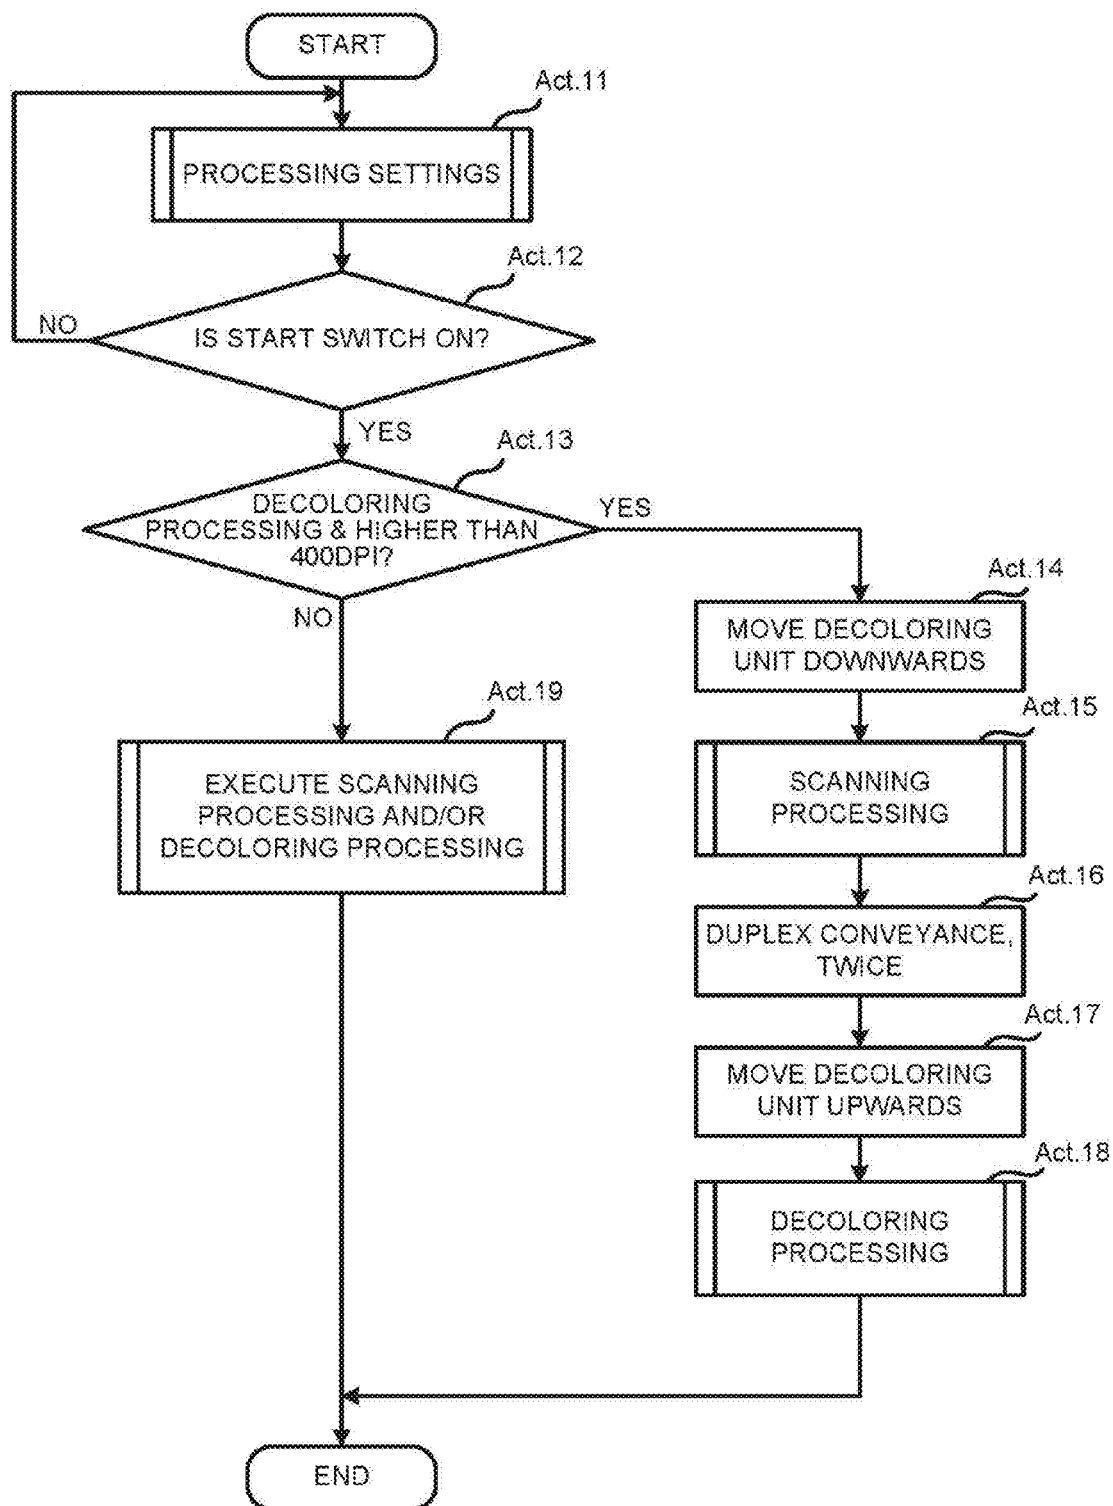 START
Act.11
PROCESSING SETTINGS
Act.12
IS START SWITCH ON?
NO
YES
Act.13
DECOLORING
PROCESSING & HIGHER THAN
400DPI?
YES
NO
Act.14
MOVE DECOLORING
UNIT DOWNWARDS
Act.15
SCANNING
PROCESSING
Act.16
DUPLEX CONVEYANCE,
TWICE
Act.17
MOVE DECOLORING
UNIT UPWARDS
Act.18
DECOLORING
PROCESSING
Act.19
EXECUTE SCANNING
PROCESSING AND/OR
DECOLORING PROCESSING
END